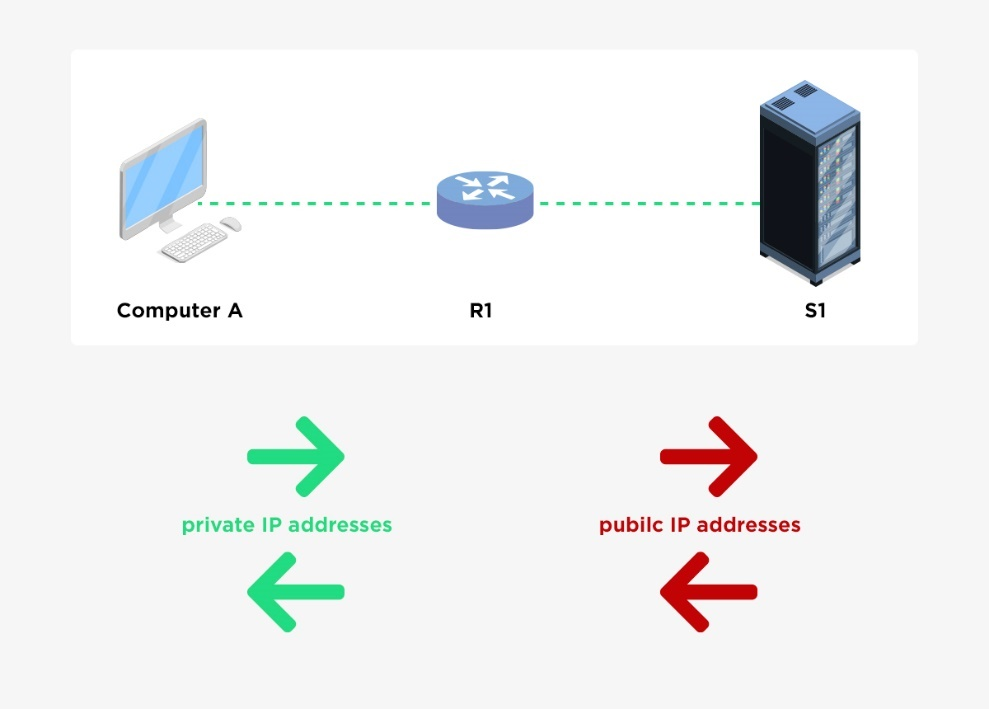 Computer A
R1
S1
private IP addresses
pubilc IP addresses